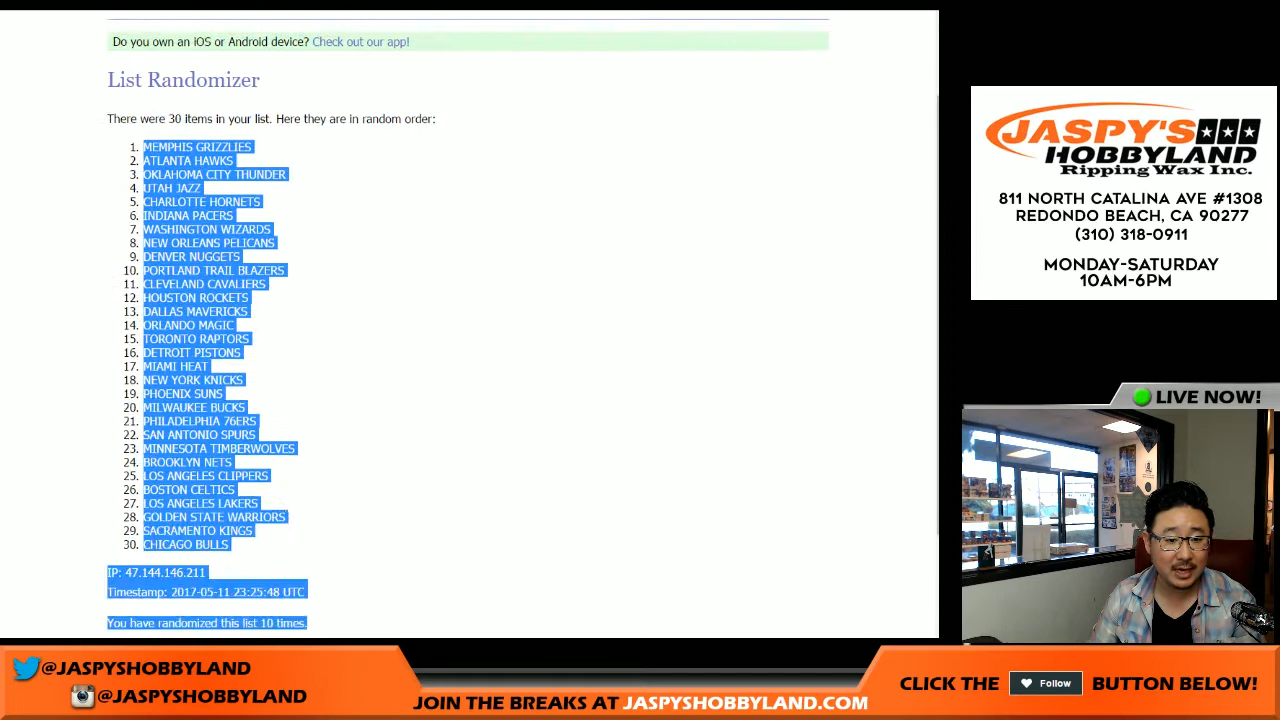 Do you own an iOS or Android device? Check out our app!
List Randomizer
There were 30 items in your list. Here they are in random order:
1. MEMPHIS GRIZZLIES
2. ATLANTA HAWKS
3. OKLAHOMA CITY THUNDER
4. UTAH JAZZ
5. CHARLOTTE HORNETS
6. INDIANA PACERS
7. WASHINGTON WIZARDS
8. NEW ORLEANS PELICANS
9. DENVER NUGGETS
10. PORTLAND TRAIL BLAZERS
11. CLEVELAND CAVALIERS
12. HOUSTON ROCKETS
13. DALLAS MAVERICKS
14. ORLANDO MAGIC
15. TORONTO RAPTORS
16. DETROIT PISTONS
17. MIAMI HEAT
18. NEW YORK KNICKS
19. PHOENIX SUNS
20. MILWAUKEE BUCKS
21. PHILADELPHIA 76ERS
22. SAN ANTONIO SPURS
23. MINNESOTA TIMBERWOLVES
24. BROOKLYN NETS
25. LOS ANGELES CLIPPERS
26. BOSTON CELTICS
27. LOS ANGELES LAKERS
28. GOLDEN STATE WARRIORS
29. SACRAMENTO KINGS
30. CHICAGO BULLS
IP: 47.144.146.211
Timestamp: 2017-05-11 23:25:48 UTC
You have randomized this list 10 times.
JASPY'S
HOBBYLAND
Ripping Wax Inc.
811 NORTH CATALINA AVE #1308
REDONDO BEACH, CA 90277
(310) 318-0911
MONDAY-SATURDAY
10AM-6PM
LIVE NOW!
@JASPYSHOBBYLAND
@JASPYSHOBBYLAND
JOIN THE BREAKS AT JASPYSHOBBYLAND.COM
CLICK THE Follow BUTTON BELOW!